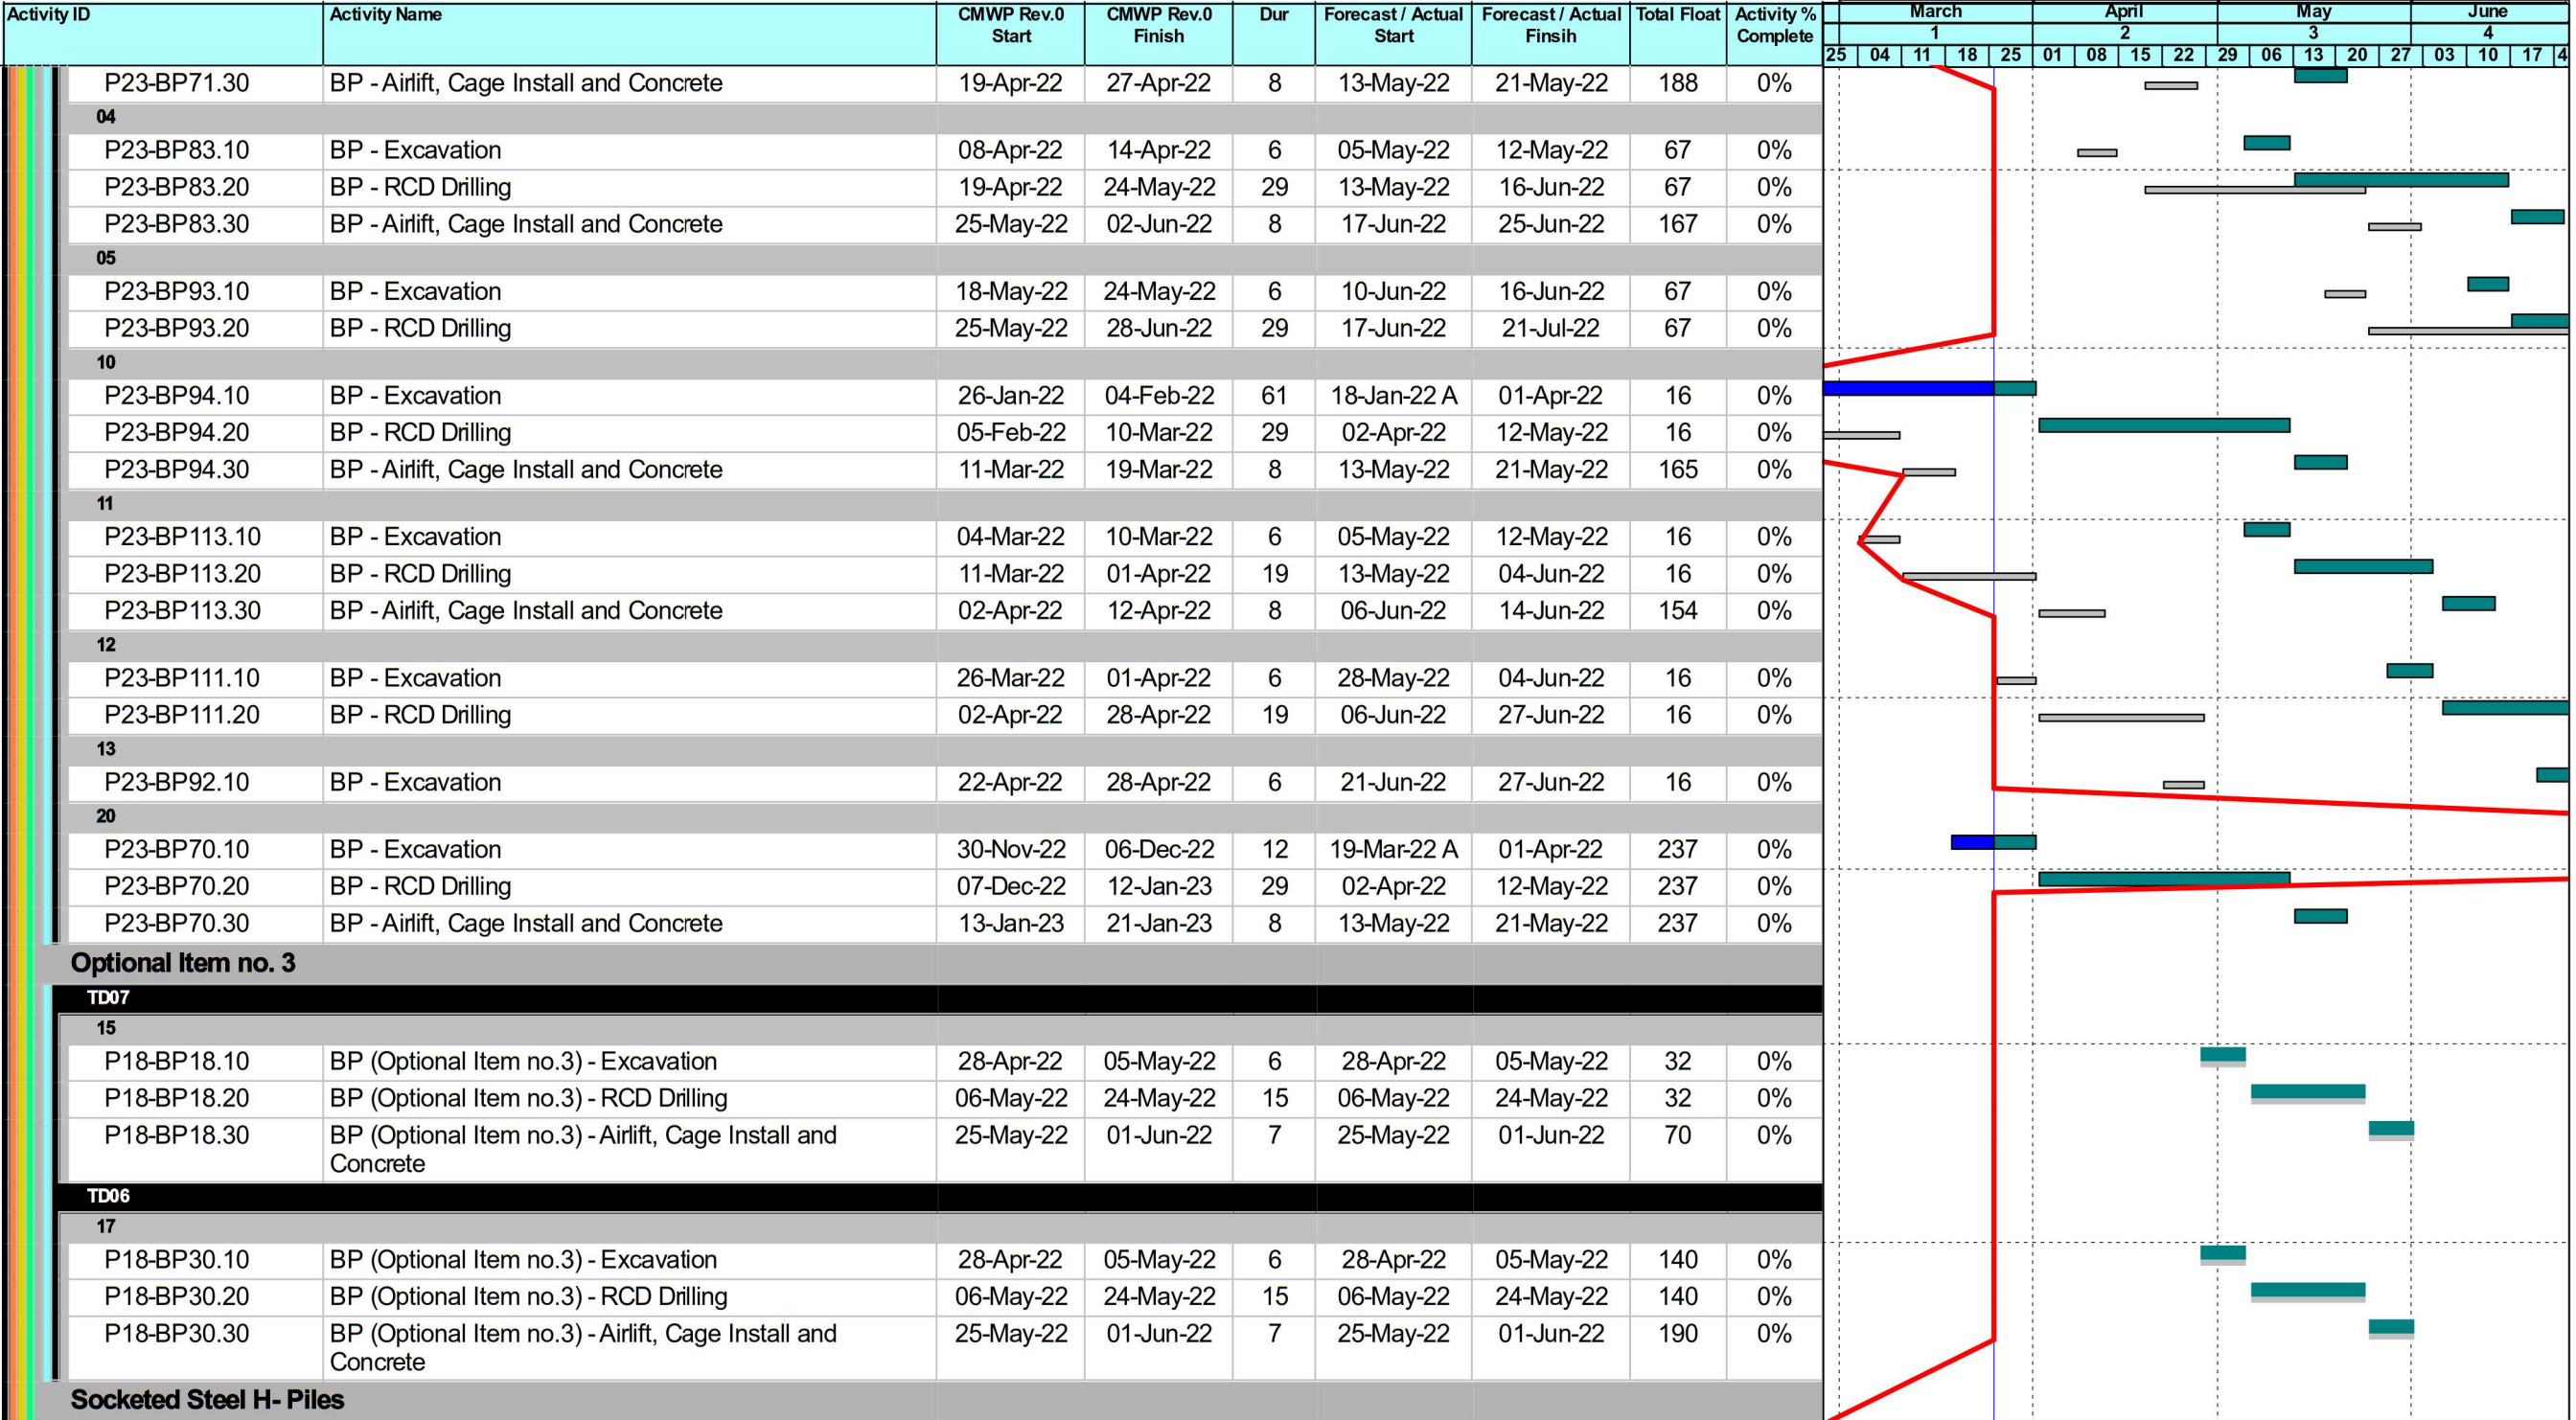 Activity ID Activity Name CMWP Rev.0 Start CMWP Rev.0 Finish Dur Forecast / Actual Start Forecast / Actual Finsih Total Float Activity % Complete March April May June
1 2 3 4
25 04 11 18 25 01 08 15 22 29 06 13 20 27 03 10 17 4
P23-BP71.30 BP - Airlift, Cage Install and Concrete 19-Apr-22 27-Apr-22 8 13-May-22 21-May-22 188 0%
04
P23-BP83.10 BP - Excavation 08-Apr-22 14-Apr-22 6 05-May-22 12-May-22 67 0%
P23-BP83.20 BP - RCD Drilling 19-Apr-22 24-May-22 29 13-May-22 16-Jun-22 67 0%
P23-BP83.30 BP - Airlift, Cage Install and Concrete 25-May-22 02-Jun-22 8 17-Jun-22 25-Jun-22 167 0%
05
P23-BP93.10 BP - Excavation 18-May-22 24-May-22 6 10-Jun-22 16-Jun-22 67 0%
P23-BP93.20 BP - RCD Drilling 25-May-22 28-Jun-22 29 17-Jun-22 21-Jul-22 67 0%
10
P23-BP94.10 BP - Excavation 26-Jan-22 04-Feb-22 61 18-Jan-22 A 01-Apr-22 16 0%
P23-BP94.20 BP - RCD Drilling 05-Feb-22 10-Mar-22 29 02-Apr-22 12-May-22 16 0%
P23-BP94.30 BP - Airlift, Cage Install and Concrete 11-Mar-22 19-Mar-22 8 13-May-22 21-May-22 165 0%
11
P23-BP113.10 BP - Excavation 04-Mar-22 10-Mar-22 6 05-May-22 12-May-22 16 0%
P23-BP113.20 BP - RCD Drilling 11-Mar-22 01-Apr-22 19 13-May-22 04-Jun-22 16 0%
P23-BP113.30 BP - Airlift, Cage Install and Concrete 02-Apr-22 12-Apr-22 8 06-Jun-22 14-Jun-22 154 0%
12
P23-BP111.10 BP - Excavation 26-Mar-22 01-Apr-22 6 28-May-22 04-Jun-22 16 0%
P23-BP111.20 BP - RCD Drilling 02-Apr-22 28-Apr-22 19 06-Jun-22 27-Jun-22 16 0%
13
P23-BP92.10 BP - Excavation 22-Apr-22 28-Apr-22 6 21-Jun-22 27-Jun-22 16 0%
20
P23-BP70.10 BP - Excavation 30-Nov-22 06-Dec-22 12 19-Mar-22 A 01-Apr-22 237 0%
P23-BP70.20 BP - RCD Drilling 07-Dec-22 12-Jan-23 29 02-Apr-22 12-May-22 237 0%
P23-BP70.30 BP - Airlift, Cage Install and Concrete 13-Jan-23 21-Jan-23 8 13-May-22 21-May-22 237 0%
Optional Item no. 3
TD07
15
P18-BP18.10 BP (Optional Item no.3) - Excavation 28-Apr-22 05-May-22 6 28-Apr-22 05-May-22 32 0%
P18-BP18.20 BP (Optional Item no.3) - RCD Drilling 06-May-22 24-May-22 15 06-May-22 24-May-22 32 0%
P18-BP18.30 BP (Optional Item no.3) - Airlift, Cage Install and 25-May-22 01-Jun-22 7 25-May-22 01-Jun-22 70 0%
Concrete
TD06
17
P18-BP30.10 BP (Optional Item no.3) - Excavation 28-Apr-22 05-May-22 6 28-Apr-22 05-May-22 140 0%
P18-BP30.20 BP (Optional Item no.3) - RCD Drilling 06-May-22 24-May-22 15 06-May-22 24-May-22 140 0%
P18-BP30.30 BP (Optional Item no.3) - Airlift, Cage Install and 25-May-22 01-Jun-22 7 25-May-22 01-Jun-22 190 0%
Concrete
Socketed Steel H- Piles